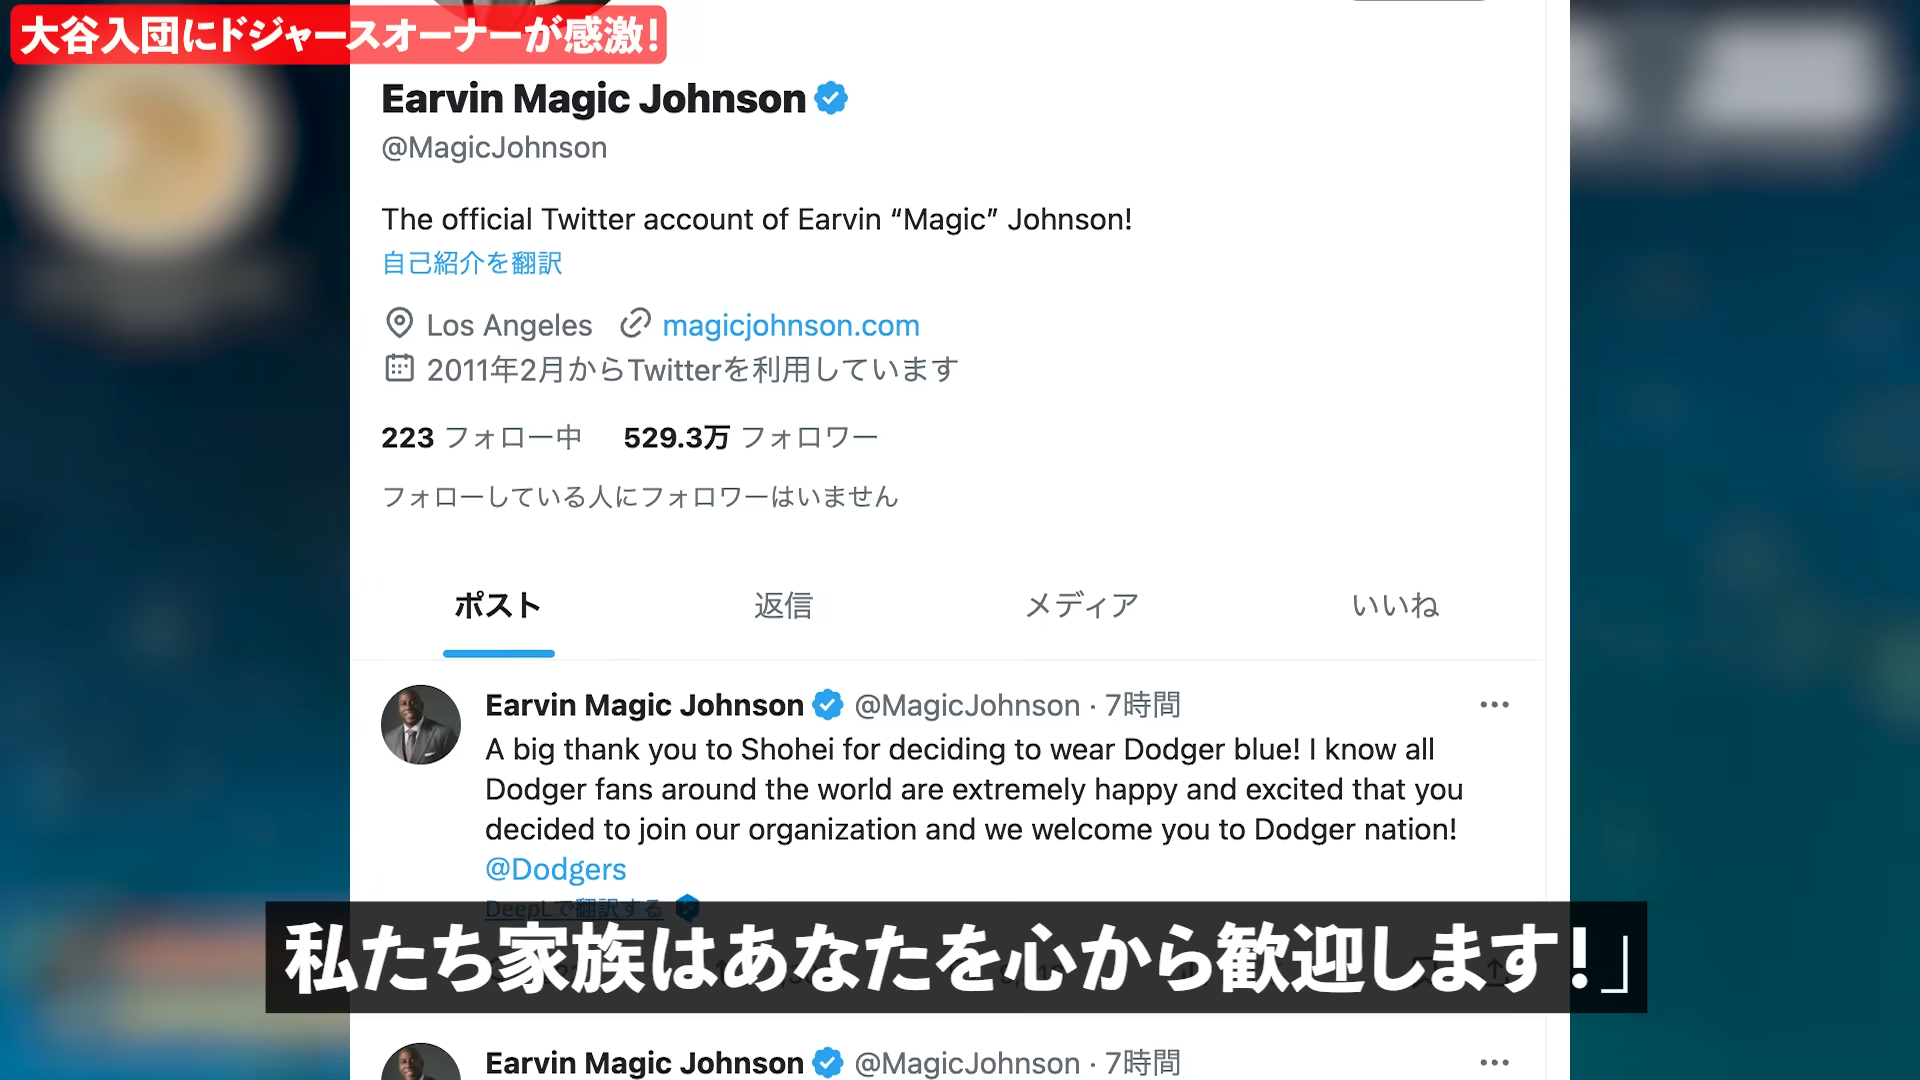 大谷入団にドジャースオーナーが感激！
Earvin Magic Johnson
@MagicJohnson
The official Twitter account of Earvin “Magic” Johnson!
自己紹介を翻訳
Los Angeles magicjohnson.com
2011年2月からTwitterを利用しています
223 フォロー中 529.3万 フォロワー
フォローしている人にフォロワーはいません
ポスト 返信 メディア いいね
Earvin Magic Johnson @MagicJohnson · 7時間
A big thank you to Shohei for deciding to wear Dodger blue! I know all
Dodger fans around the world are extremely happy and excited that you
decided to join our organization and we welcome you to Dodger nation!
@Dodgers
DeepLで翻訳する
私たち家族はあなたを心から歓迎します！」
Earvin Magic Johnson @MagicJohnson · 7時間